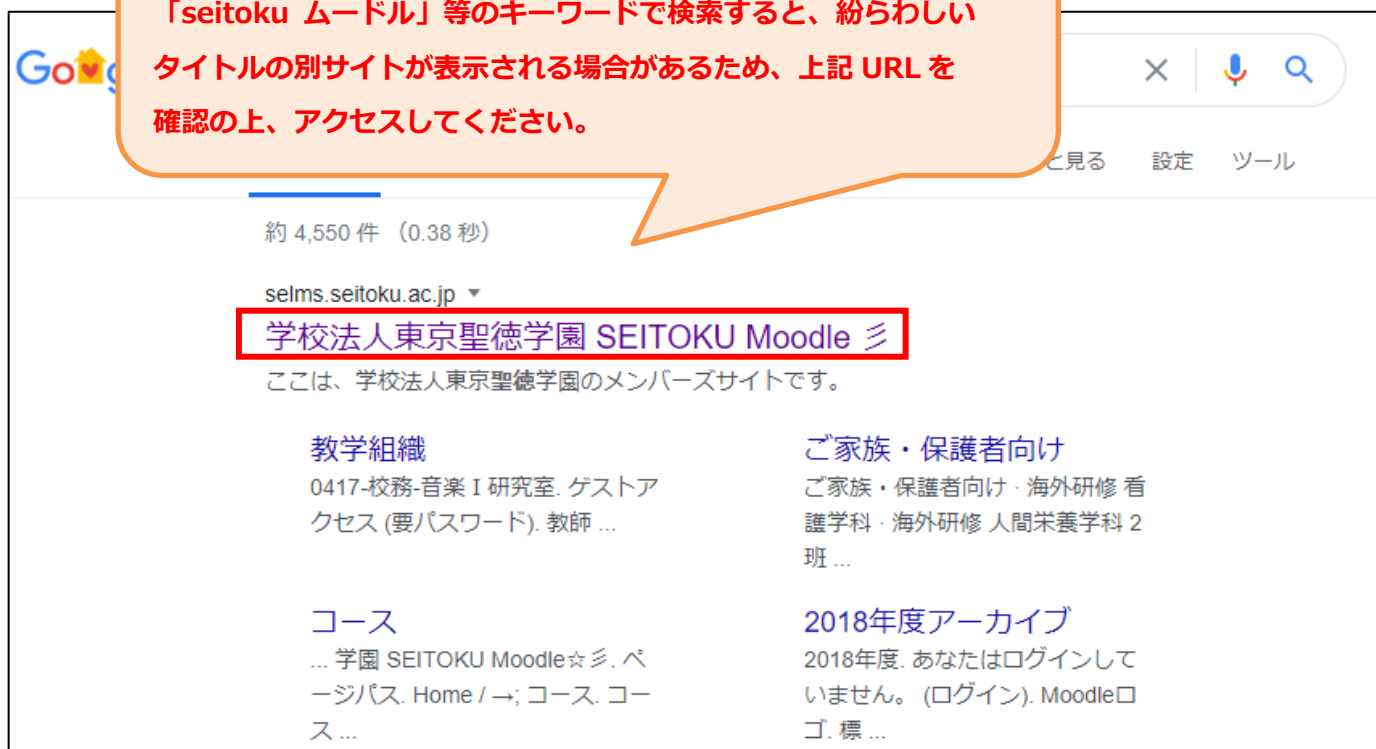 「seitoku ムードル」等のキーワードで検索すると、紛らわしい
タイトルの別サイトが表示される場合があるため、上記 URL を
確認の上、アクセスしてください。
と見る 設定 ツール
約 4,550 件 （0.38 秒）
selms.seitoku.ac.jp
学校法人東京聖徳学園 SEITOKU Moodle 彡
ここは、学校法人東京聖徳学園のメンバーズサイトです。
教学組織
0417-校務-音楽 I 研究室. ゲストア
クセス (要パスワード). 教師 ...
ご家族・保護者向け
ご家族・保護者向け · 海外研修 看
護学科 · 海外研修 人間栄養学科 2
班 ...
コース
... 学園 SEITOKU Moodle☆彡. ペ
ージパス. Home / →; コース. コー
ス ...
2018年度アーカイブ
2018年度. あなたはログインして
いません。 (ログイン). Moodleロ
ゴ. 標 ...